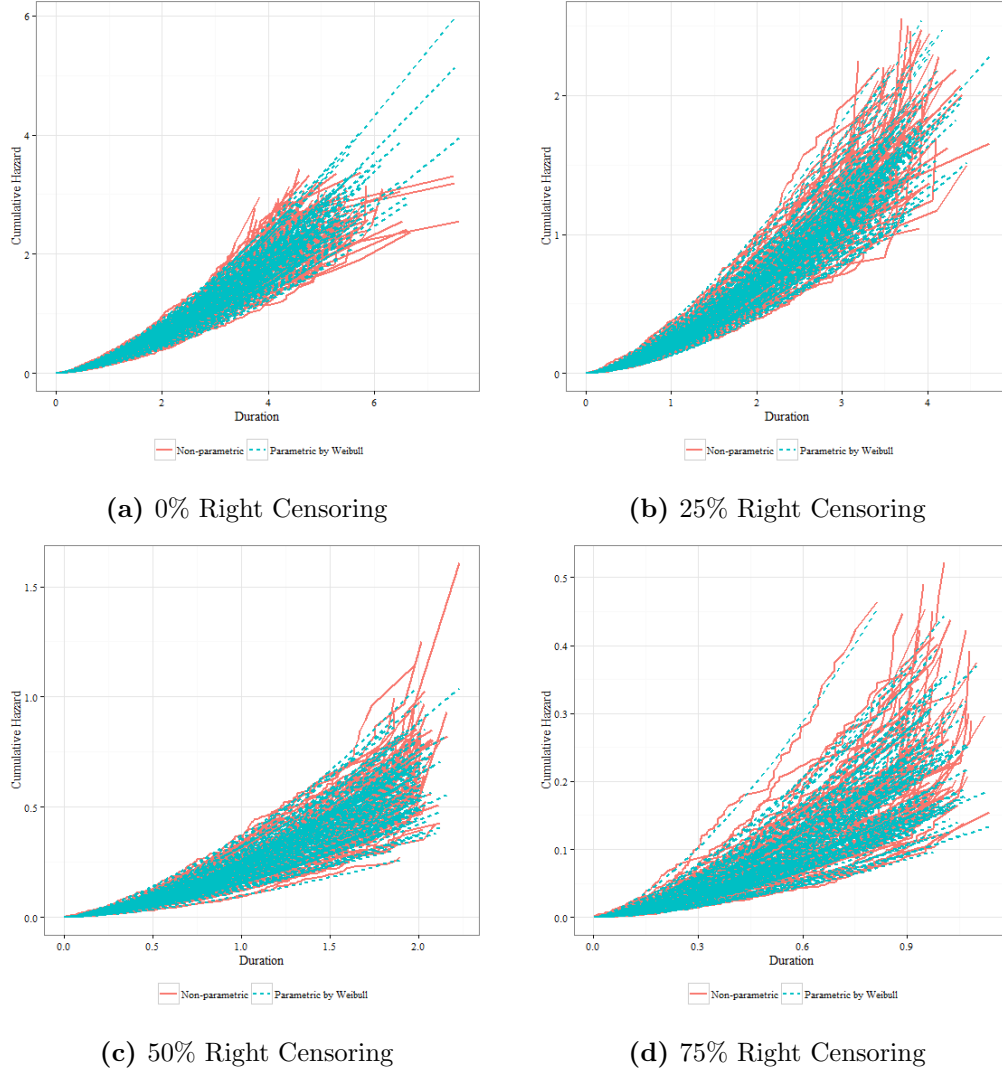 6
4
2
0
Cumulative Hazard
0 2 4 6
Duration
Non-parametric Parametric by Weibull
(a) 0% Right Censoring
2
1
0
Cumulative Hazard
0 1 2 3 4
Duration
Non-parametric Parametric by Weibull
(b) 25% Right Censoring
1.5
1.0
0.5
0.0
Cumulative Hazard
0.0 0.5 1.0 1.5 2.0
Duration
Non-parametric Parametric by Weibull
(c) 50% Right Censoring
0.5
0.4
0.3
0.2
0.1
0.0
Cumulative Hazard
0.0 0.3 0.6 0.9
Duration
Non-parametric Parametric by Weibull
(d) 75% Right Censoring